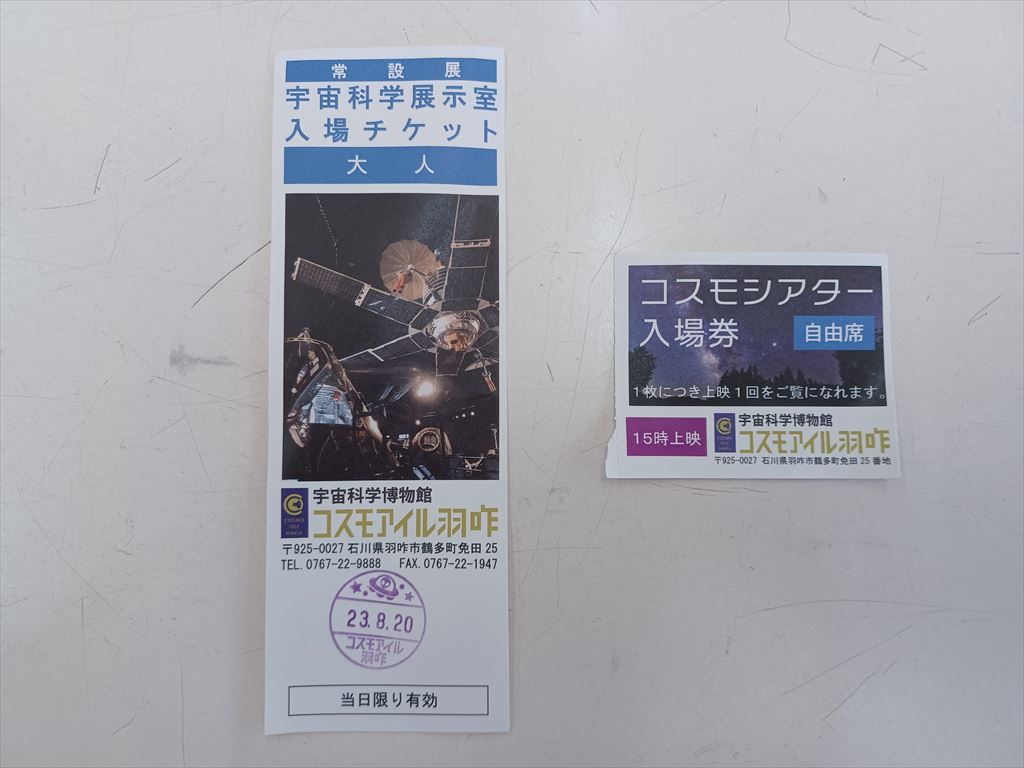 常設展
宇宙科学展示室
入場チケット
大人
COSMO
ISLE
HAKUI
宇宙科学博物館
コスモアイル羽咋
〒925-0027 石川県羽咋市鶴多町免田 25
TEL.0767-22-9888 FAX.0767-22-1947
23.8.20
コスモアイル
羽咋
当日限り有効
コスモシアター
入場券
自由席
1枚につき上映1回をご覧になれます。
15時上映
COSMO
ISLE
HAKUI
宇宙科学博物館
コスモアイル羽咋
〒925-0027 石川県羽咋市鶴多町免田 25 番地